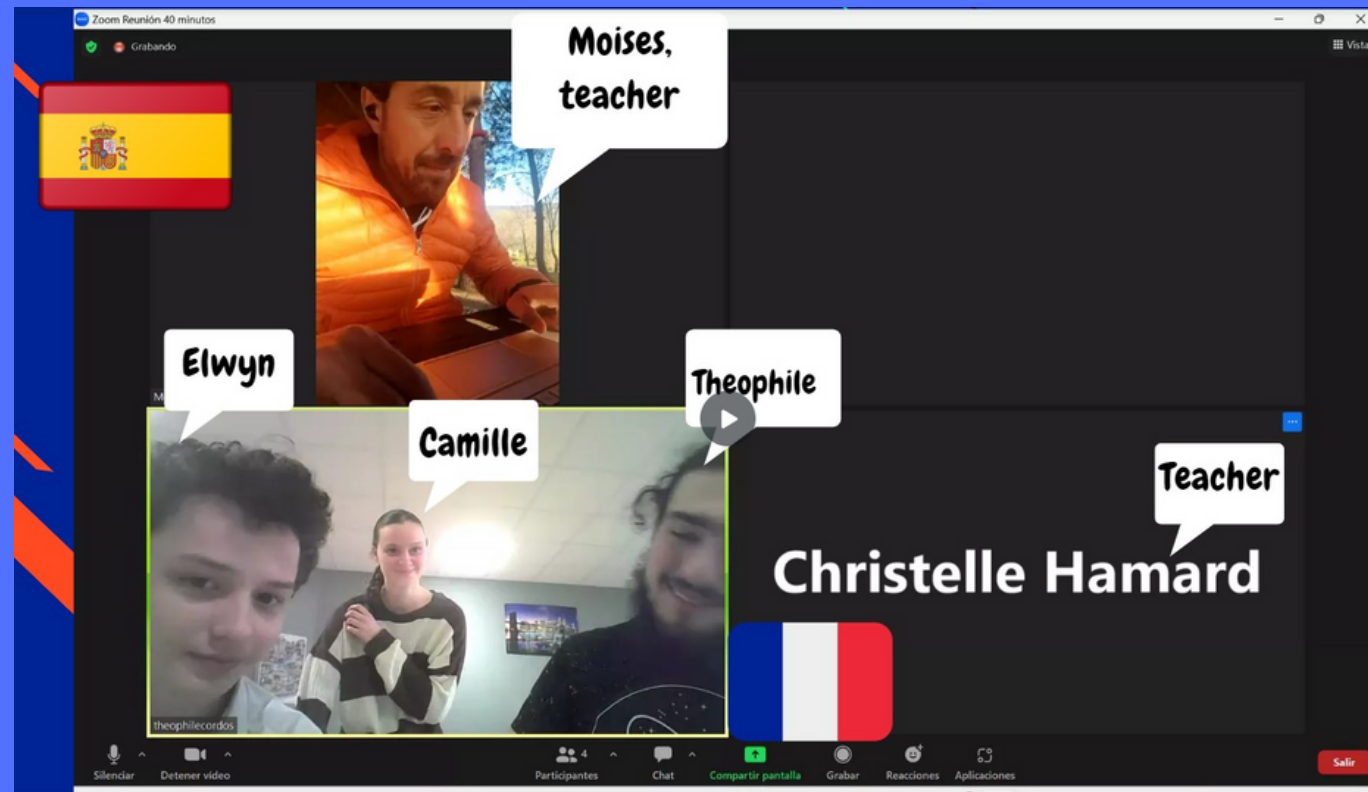 Zoom Reunión 40 minutos
Grabando
Vista
Moises,
teacher
Elwyn
Camille
Theophile
Teacher
Christelle Hamard
theophilecordos
Silenciar
Detener vídeo
4
Participantes
Chat
Compartir pantalla
Grabar
Reacciones
Aplicaciones
Salir